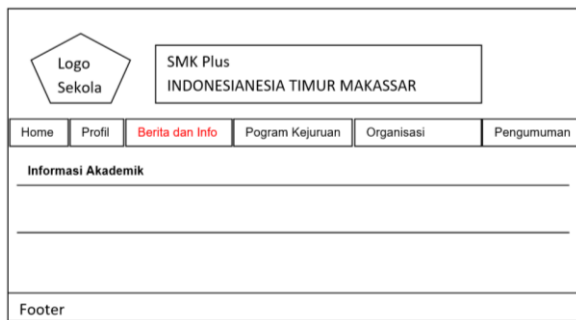 Logo
Sekola
SMK Plus
INDONESIANESIA TIMUR MAKASSAR
Home Profil Berita dan Info Pogram Kejuruan Organisasi Pengumuman
Informasi Akademik
Footer